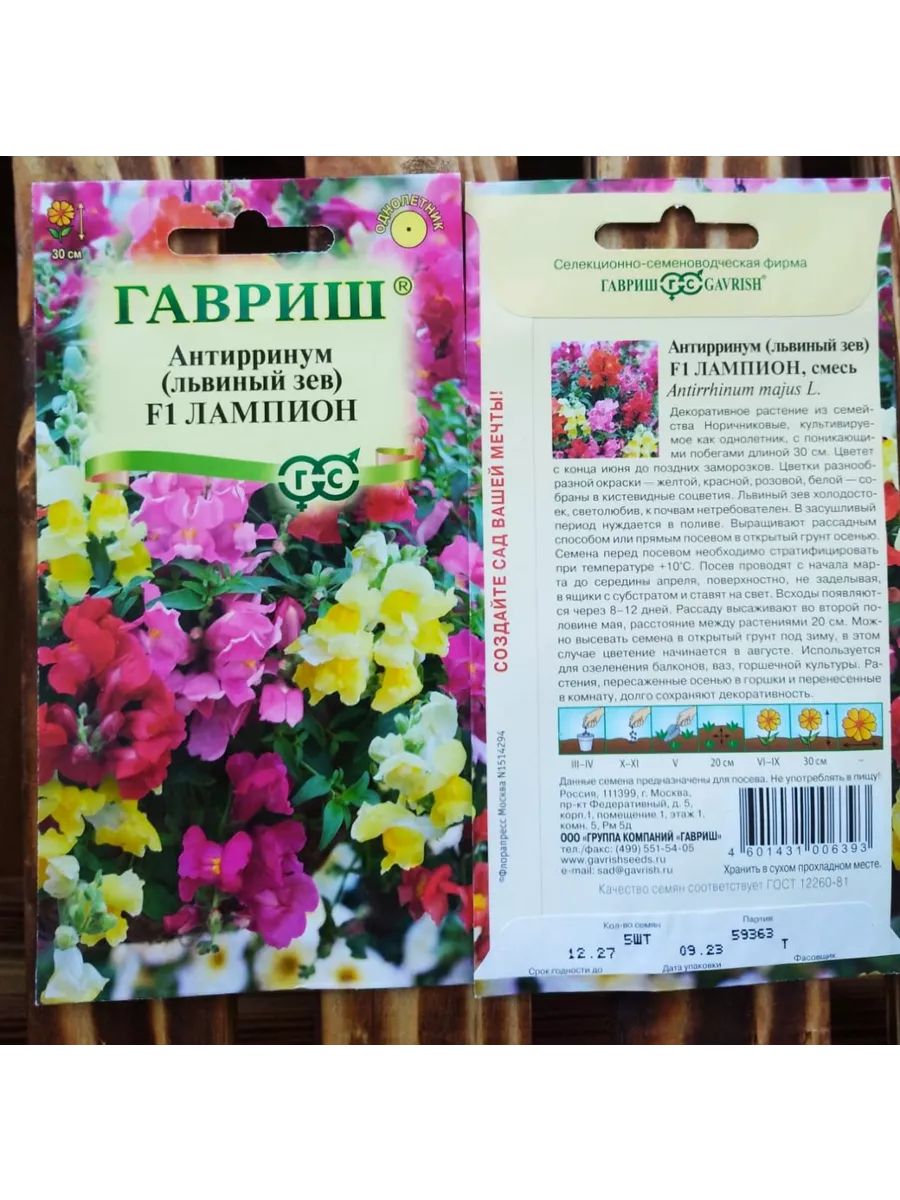 30 см
ОДНОЛЕТНИК
ГАВРИШ®
Антирринум
(львиный зев)
F1 ЛАМПИОН
Г С
Селекционно-семеноводческая фирма
ГАВРИШ Г С GAVRISH®
СОЗДАЙТЕ САД ВАШЕЙ МЕЧТЫ!
©Флорапресс Москва N1514294
Антирринум (львиный зев)
F1 ЛАМПИОН, смесь
Antirrhinum majus L.
Декоративное растение из семей-
ства Норичниковые, культивируе-
мое как однолетник, с поникающи-
ми побегами длиной 30 см. Цветет
с конца июня до поздних заморозков. Цветки разнооб-
разной окраски — желтой, красной, розовой, белой — со-
браны в кистевидные соцветия. Львиный зев холодосто-
ек, светолюбив, к почвам нетребователен. В засушливый
период нуждается в поливе. Выращивают рассадным
способом или прямым посевом в открытый грунт осенью.
Семена перед посевом необходимо стратифицировать
при температуре +10°С. Посев проводят с начала мар-
та до середины апреля, поверхностно, не заделывая,
в ящики с субстратом и ставят на свет. Всходы появляют-
ся через 8–12 дней. Рассаду высаживают во второй по-
ловине мая, расстояние между растениями 20 см. Мож-
но высевать семена в открытый грунт под зиму, в этом
случае цветение начинается в августе. Используется
для озеленения балконов, ваз, горшечной культуры. Ра-
стения, пересаженные осенью в горшки и перенесенные
в комнату, долго сохраняют декоративность.
III–IV X–XI V 20 см VI–IX 30 см –
Данные семена предназначены для посева. Не употреблять в пищу!
Россия, 111399, г. Москва,
пр-кт Федеративный, д. 5,
корп.1, помещение 1, этаж 1,
комн. 5, Рм 5д
ООО «ГРУППА КОМПАНИЙ «ГАВРИШ»
тел./факс: (499) 551-54-05
www.gavrishseeds.ru
e-mail: sad@gavrish.ru
4 601431 006393
Хранить в сухом прохладном месте.
Качество семян соответствует ГОСТ 12260-81
Кол-во семян
Партия
12.27 5ШТ 09.23 59363 Т
Срок годности до
Дата упаковки
Фасовщик